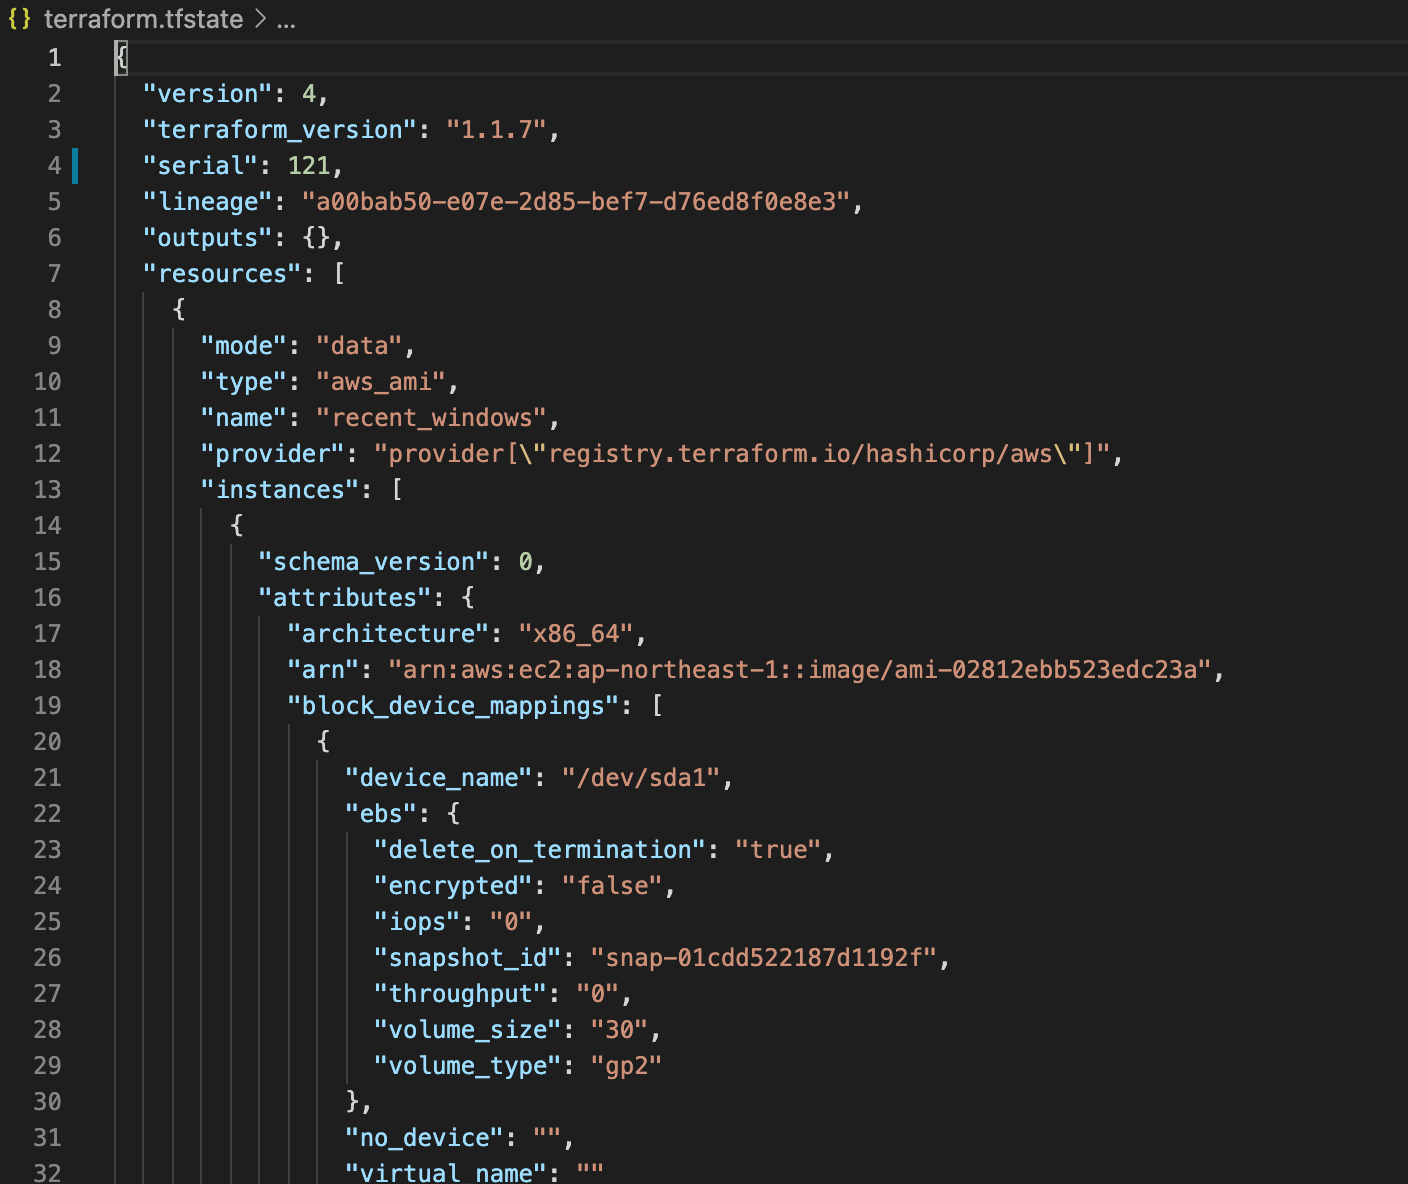 {} terraform.tfstate > ...
1 {
2 "version": 4,
3 "terraform_version": "1.1.7",
4 "serial": 121,
5 "lineage": "a00bab50-e07e-2d85-bef7-d76ed8f0e8e3",
6 "outputs": {},
7 "resources": [
8 {
9 "mode": "data",
10 "type": "aws_ami",
11 "name": "recent_windows",
12 "provider": "provider[\"registry.terraform.io/hashicorp/aws\"]",
13 "instances": [
14 {
15 "schema_version": 0,
16 "attributes": {
17 "architecture": "x86_64",
18 "arn": "arn:aws:ec2:ap-northeast-1::image/ami-02812ebb523edc23a",
19 "block_device_mappings": [
20 {
21 "device_name": "/dev/sda1",
22 "ebs": {
23 "delete_on_termination": "true",
24 "encrypted": "false",
25 "iops": "0",
26 "snapshot_id": "snap-01cdd522187d1192f",
27 "throughput": "0",
28 "volume_size": "30",
29 "volume_type": "gp2"
30 },
31 "no_device": "",
32 "virtual_name": ""